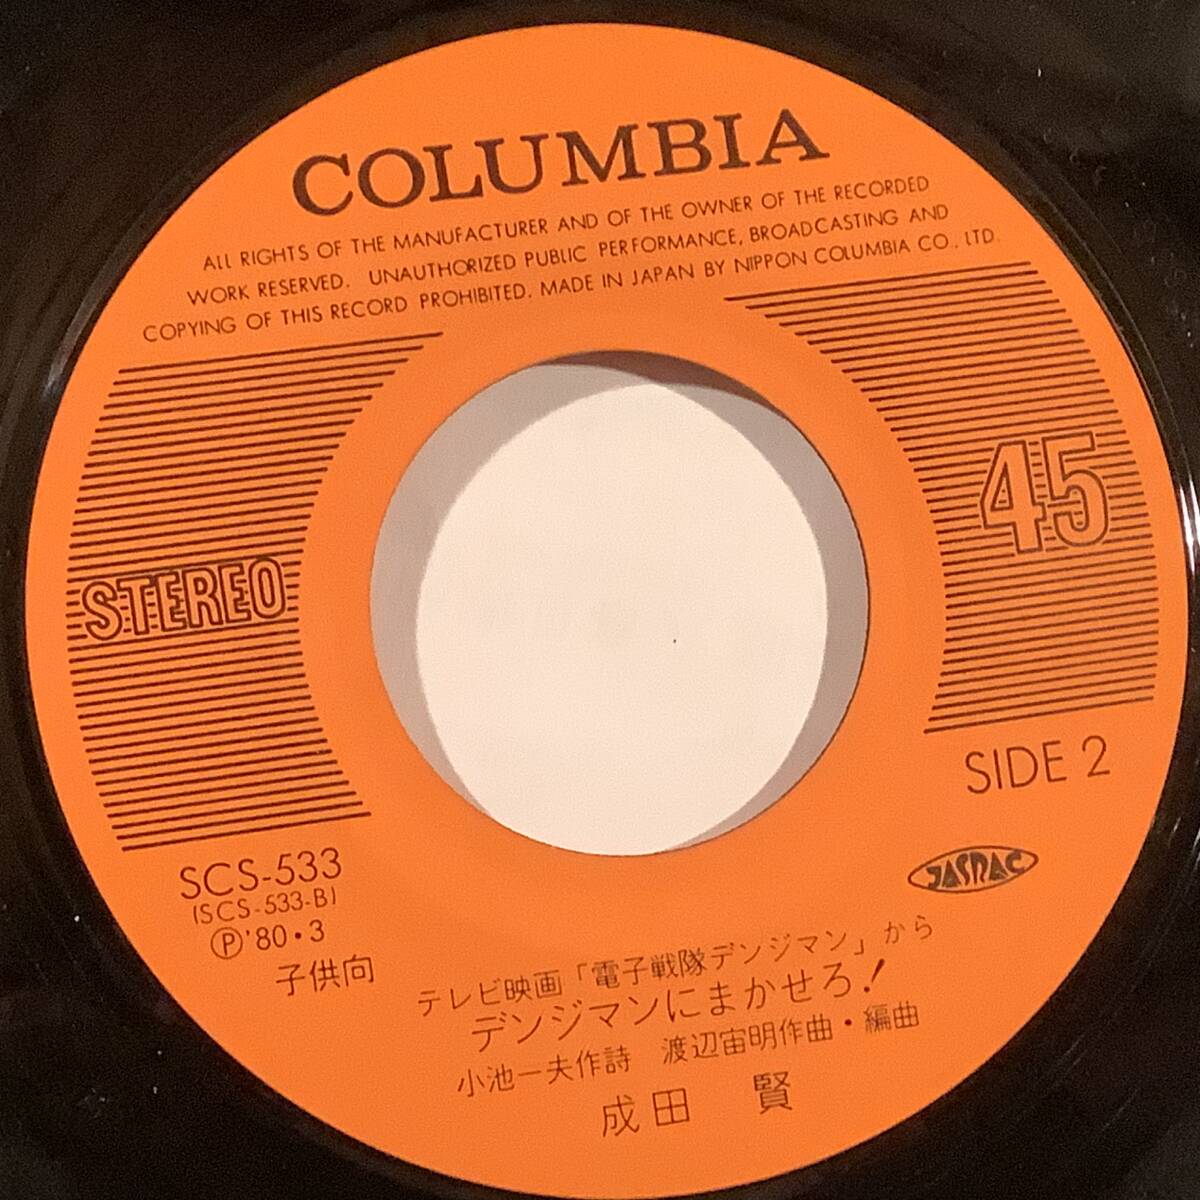 COLUMBIA
ALL RIGHTS OF THE MANUFACTURER AND OF THE OWNER OF THE RECORDED
WORK RESERVED. UNAUTHORIZED PUBLIC PERFORMANCE, BROADCASTING AND
COPYING OF THIS RECORD PROHIBITED. MADE IN JAPAN BY NIPPON COLUMBIA CO., LTD.
45
STEREO
SIDE 2
SCS-533
(SCS-533-B)
Ⓟ'80・3
子供向
JASRAC
テレビ映画「電子戦隊デンジマン」から
デンジマンにまかせろ!
小池一夫作詩 渡辺宙明作曲・編曲
成田 賢